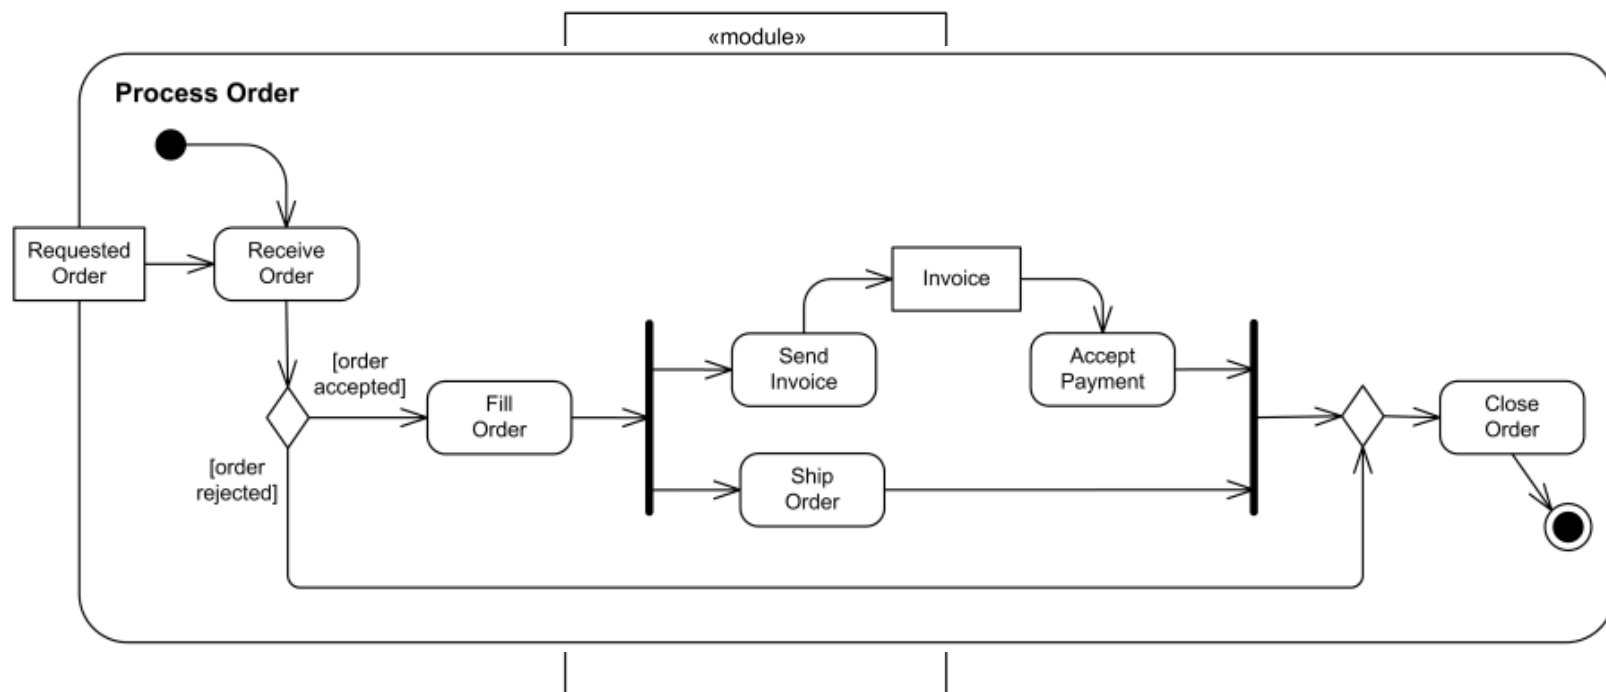 «module»
Process Order
Requested
Order
Receive
Order
[order
accepted]
[order
rejected]
Fill
Order
Send
Invoice
Invoice
Accept
Payment
Ship
Order
Close
Order